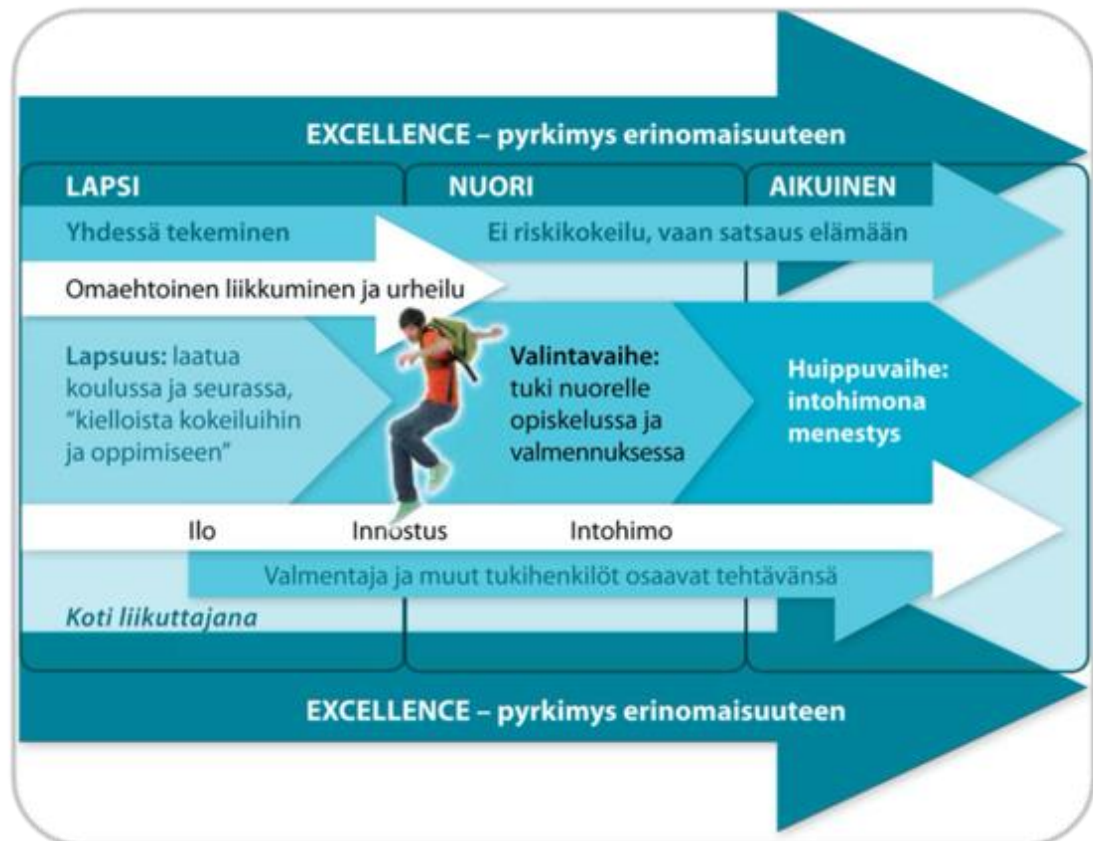 EXCELLENCE – pyrkimys erinomaisuuteen
LAPSI
NUORI
AIKUINEN
Yhdessä tekeminen
Ei riskikokeilu, vaan satsaus elämään
Omaehtoinen liikkuminen ja urheilu
Lapsuus: laatua
koulussa ja seurassa,
"kielloista kokeiluihin
ja oppimiseen"
Valintavaihe:
tuki nuorelle
opiskelussa ja
valmennuksessa
Huippuvaihe:
intohimona
menestys
Ilo
Innostus
Intohimo
Valmentaja ja muut tukihenkilöt osaavat tehtävänsä
Koti liikuttajana
EXCELLENCE – pyrkimys erinomaisuuteen